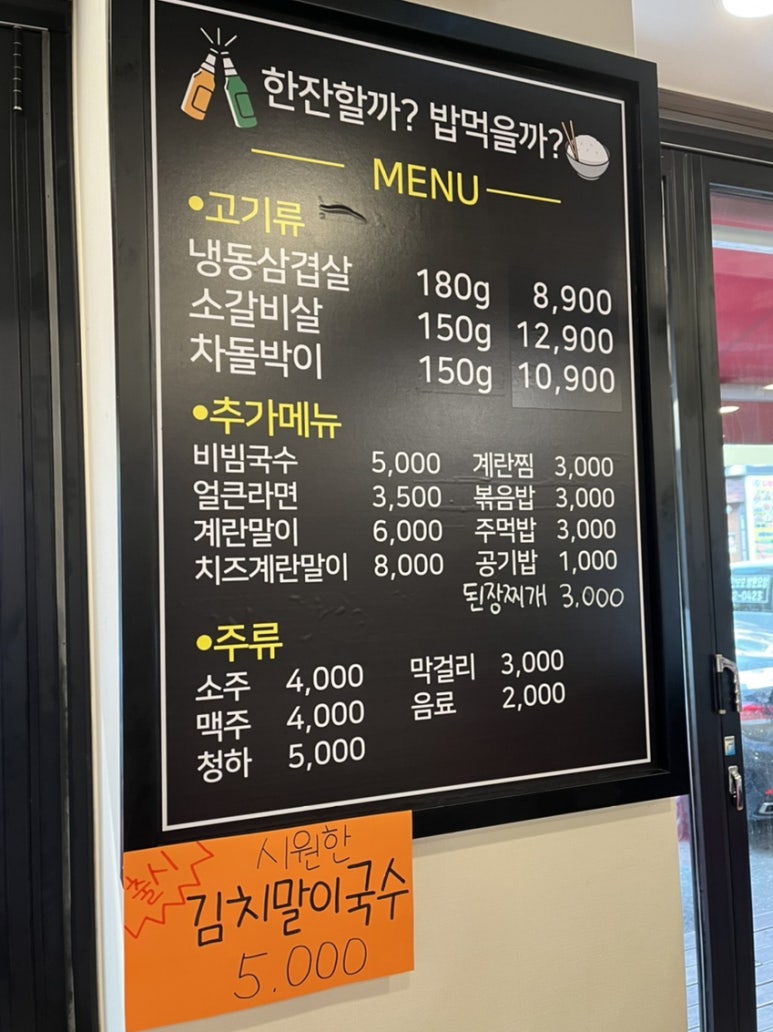 한잔할까? 밥먹을까?
MENU
•고기류
냉동삼겹살 180g 8,900
소갈비살 150g 12,900
차돌박이 150g 10,900
•추가메뉴
비빔국수 5,000 계란찜 3,000
얼큰라면 3,500 볶음밥 3,000
계란말이 6,000 주먹밥 3,000
치즈계란말이 8,000 공기밥 1,000
된장찌개 3,000
•주류
소주 4,000 막걸리 3,000
맥주 4,000 음료 2,000
청하 5,000
출시
시원한
김치말이국수
5.000